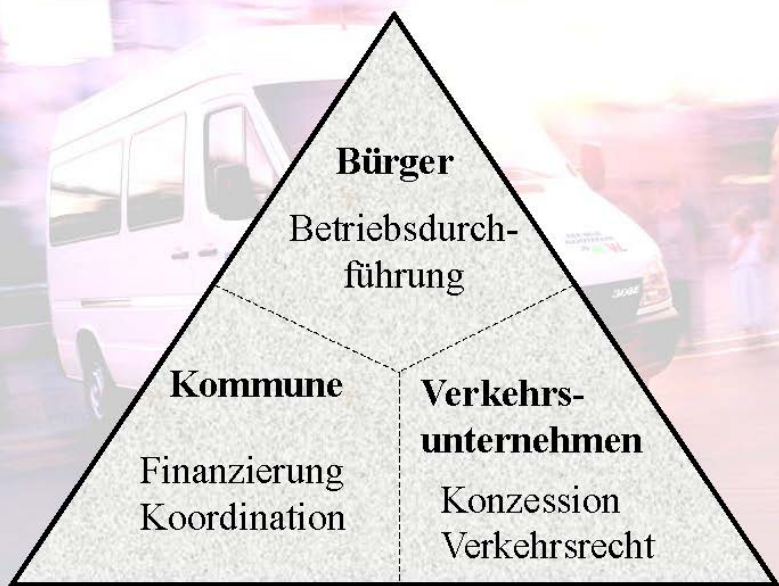 Bürger
Betriebsdurch-
führung
Kommune
Finanzierung
Koordination
Verkehrs-
unternehmen
Konzession
Verkehrsrecht